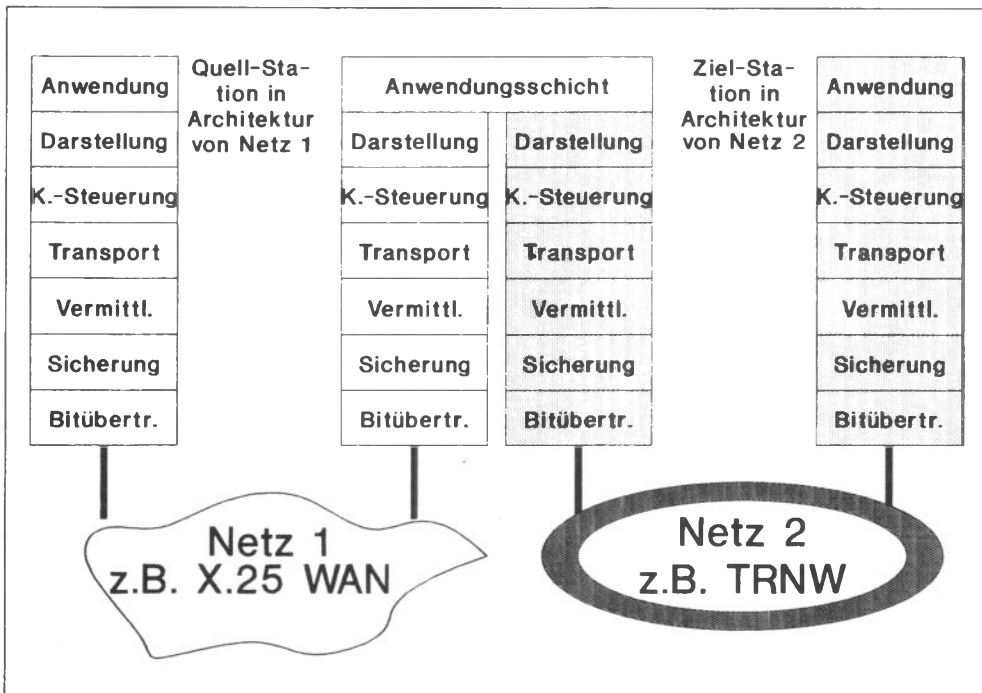 Anwendung
Darstellung
K.-Steuerung
Transport
Vermittl.
Sicherung
Bitübertr.
Quell-Sta-
tion in
Architektur
von Netz 1
Anwendungsschicht
Darstellung
K.-Steuerung
Transport
Vermittl.
Sicherung
Bitübertr.
Darstellung
K.-Steuerung
Transport
Vermittl.
Sicherung
Bitübertr.
Ziel-Sta-
tion in
Architektur
von Netz 2
Anwendung
Darstellung
K.-Steuerung
Transport
Vermittl.
Sicherung
Bitübertr.
Netz 1
z.B. X.25 WAN
Netz 2
z.B. TRNW